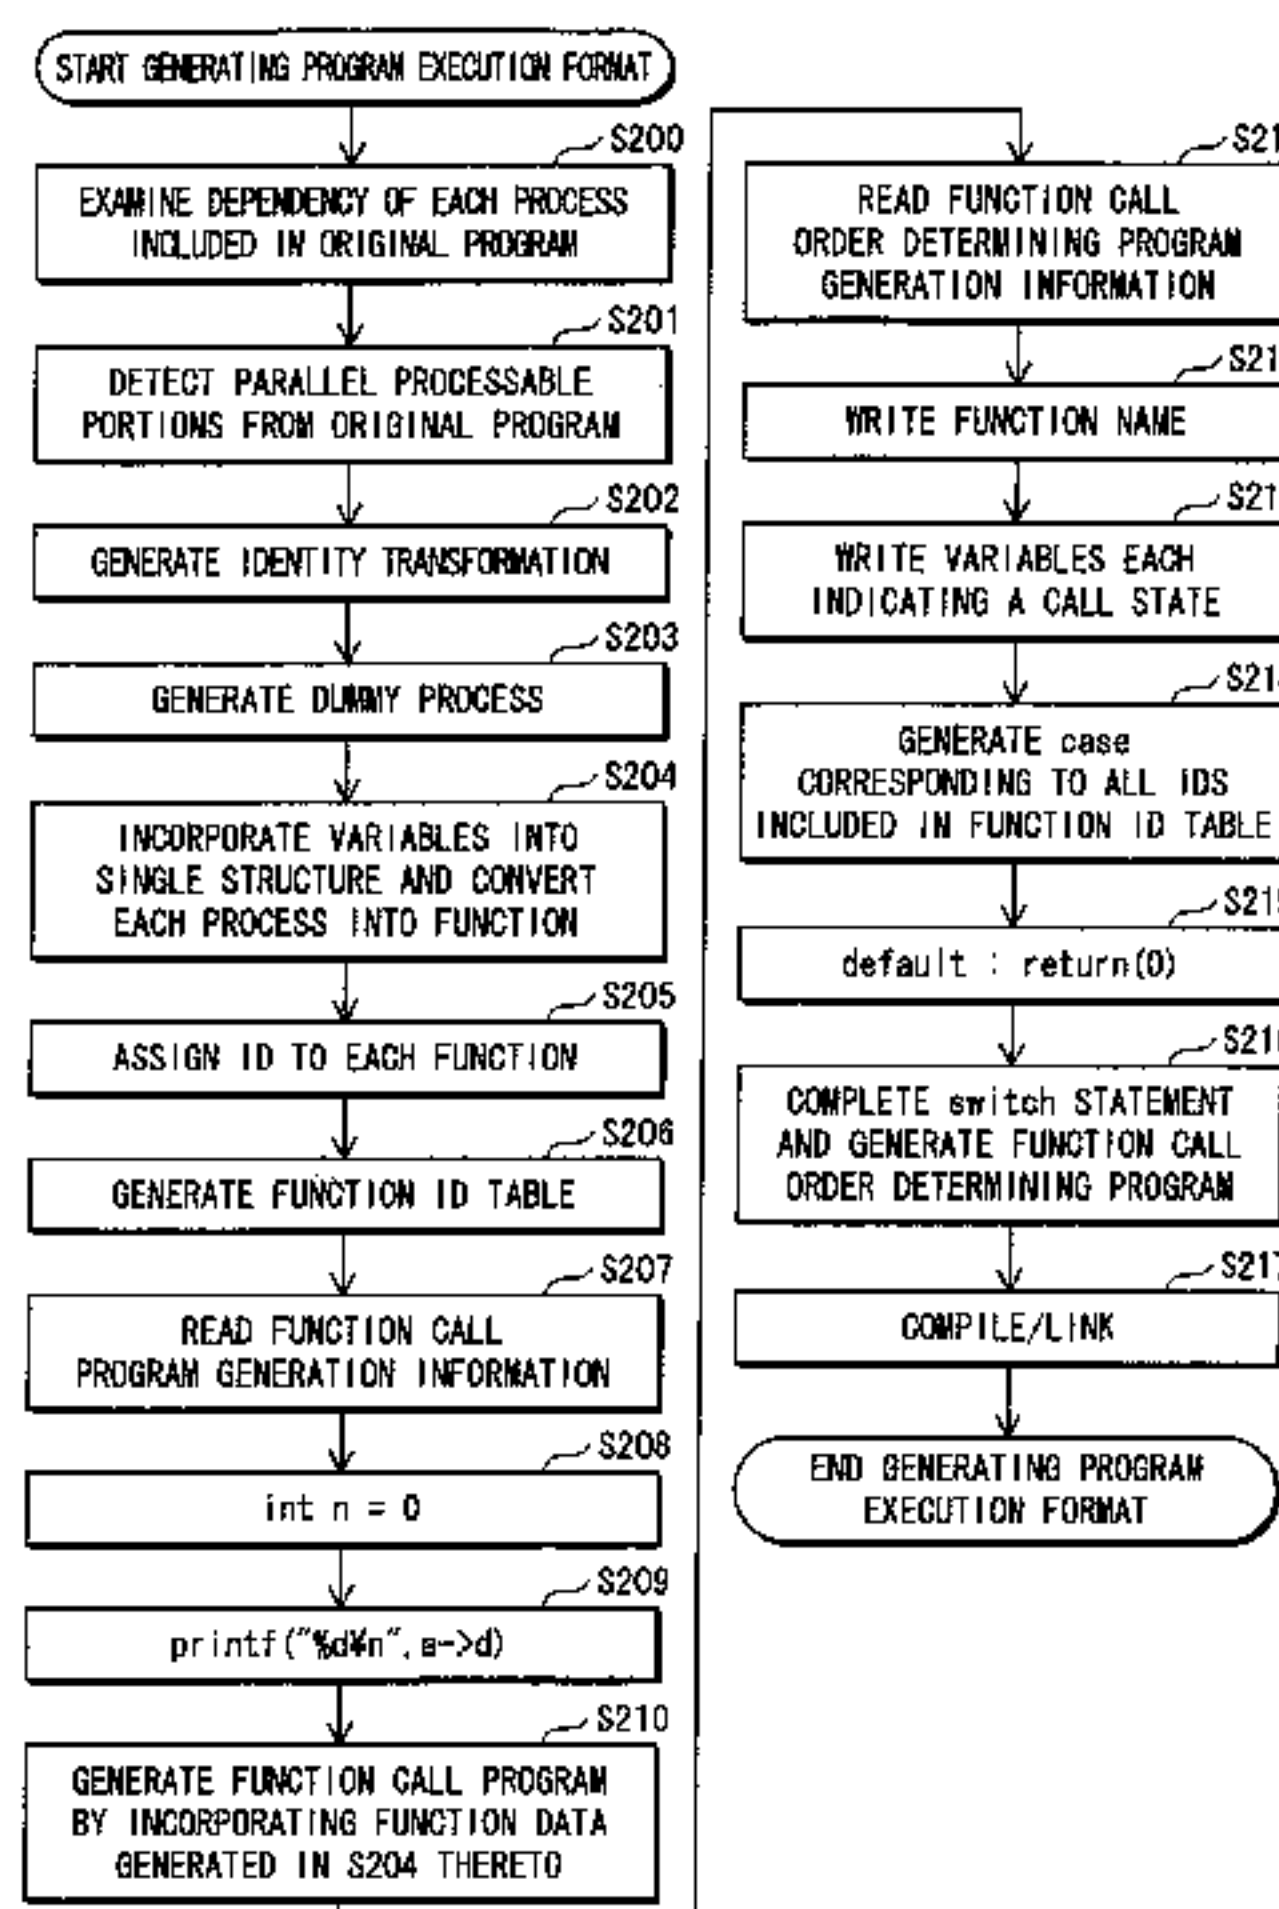 START GENERATING PROGRAM EXECUTION FORMAT
S200
EXAMINE DEPENDENCY OF EACH PROCESS
INCLUDED IN ORIGINAL PROGRAM
S201
DETECT PARALLEL PROCESSABLE
PORTIONS FROM ORIGINAL PROGRAM
S202
GENERATE IDENTITY TRANSFORMATION
S203
GENERATE DUMMY PROCESS
S204
INCORPORATE VARIABLES INTO
SINGLE STRUCTURE AND CONVERT
EACH PROCESS INTO FUNCTION
S205
ASSIGN ID TO EACH FUNCTION
S206
GENERATE FUNCTION ID TABLE
S207
READ FUNCTION CALL
PROGRAM GENERATION INFORMATION
S208
int n = 0
S209
printf("%d¥n",a->d)
S210
GENERATE FUNCTION CALL PROGRAM
BY INCORPORATING FUNCTION DATA
GENERATED IN S204 THERETO
READ FUNCTION CALL
ORDER DETERMINING PROGRAM
GENERATION INFORMATION
WRITE FUNCTION NAME
WRITE VARIABLES EACH
INDICATING A CALL STATE
GENERATE case
CORRESPONDING TO ALL IDS
INCLUDED IN FUNCTION ID TABLE
default : return(0)
COMPLETE switch STATEMENT
AND GENERATE FUNCTION CALL
ORDER DETERMINING PROGRAM
S217
COMPILE/LINK
END GENERATING PROGRAM
EXECUTION FORMAT